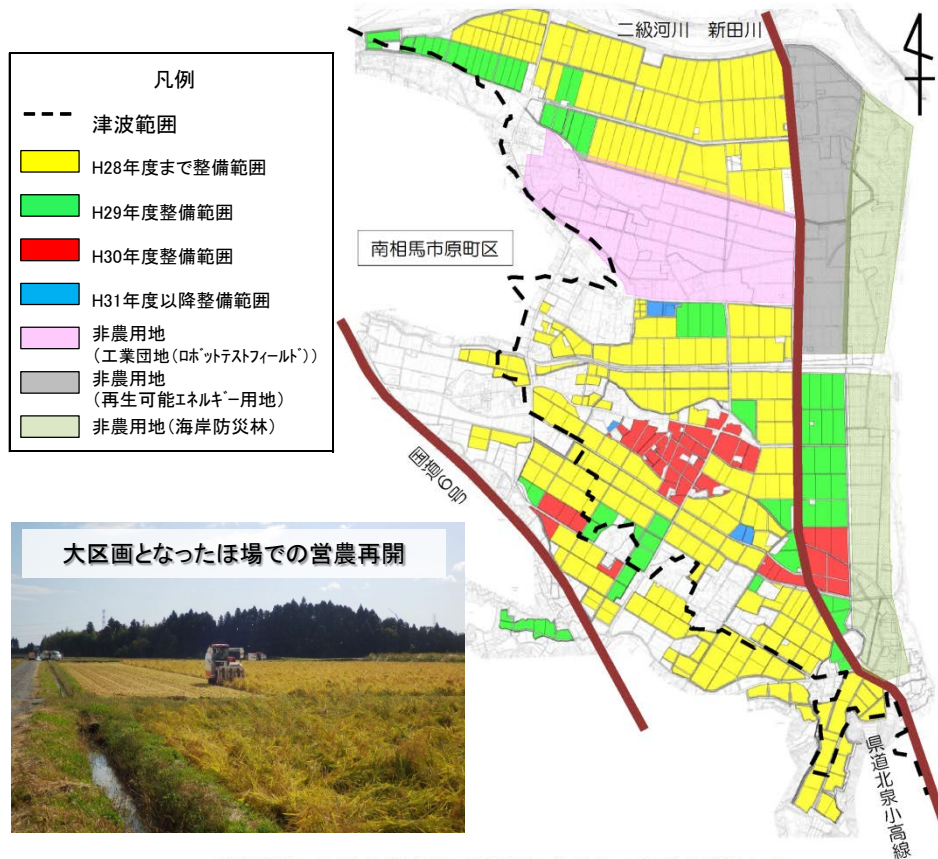 二級河川 新田川
凡例
津波範囲
H28年度まで整備範囲
H29年度整備範囲
H30年度整備範囲
H31年度以降整備範囲
非農用地
(工業団地(ﾛﾎﾞｯﾄﾃｽﾄﾌｨｰﾙﾄﾞ))
非農用地
(再生可能ｴﾈﾙｷﾞｰ用地)
非農用地(海岸防災林)
南相馬市原町区
国道6号
大区画となったほ場での営農再開
県道北泉小高線